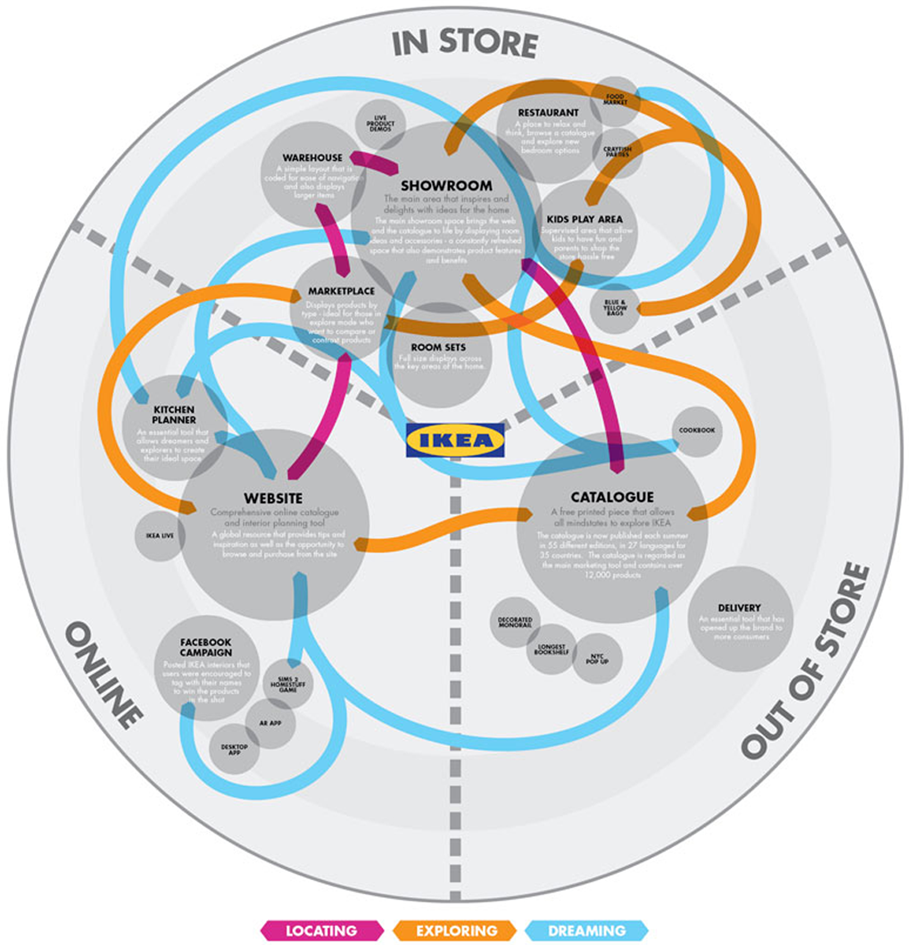 IN STORE
LIVE
PRODUCT
DEMOS
RESTAURANT
A place to relax and
think, browse a catalogue
and explore new
bedroom options
FOOD
MARKET
CRAYFISH
PARTIES
WAREHOUSE
A simple layout that is
coded for ease of navigation
and also displays
larger items
SHOWROOM
The main area that inspires and
delights with ideas for the home
The main showroom space brings the web
and the catalogue to life by displaying room
ideas and accessories - a constantly refreshed
space that also demonstrates product features
and benefits
KIDS PLAY AREA
Supervised area that allow
kids to have fun and
parents to shop the
store hassle free
BLUE &
YELLOW
BAGS
MARKETPLACE
Displays products by
type - ideal for those in
explore mode who
want to compare or
contrast products
ROOM SETS
Full size displays across
the key areas of the home.
IKEA
KITCHEN
PLANNER
An essential tool that
allows dreamers and
explorers to create
their ideal space
COOKBOOK
WEBSITE
Comprehensive online catalogue
and interior planning tool
A global resource that provides tips and
inspiration as well as the opportunity to
browse and purchase from the site
IKEA LIVE
CATALOGUE
A free printed piece that allows
all mindstates to explore IKEA
The catalogue is now published each summer
in 55 different editions, in 27 languages for
35 countries. The catalogue is regarded as
the main marketing tool and contains over
12,000 products
DELIVERY
An essential tool that has
opened up the brand to
more consumers
DECORATED
MONORAIL
LONGEST
BOOKSHELF
NYC
POP UP
FACEBOOK
CAMPAIGN
Posted IKEA interiors that
users were encouraged to
tag with their names
to win the products
in the shot
SIMS 2
HOMESTUFF
GAME
AR APP
DESKTOP
APP
ONLINE
OUT OF STORE
LOCATING
EXPLORING
DREAMING